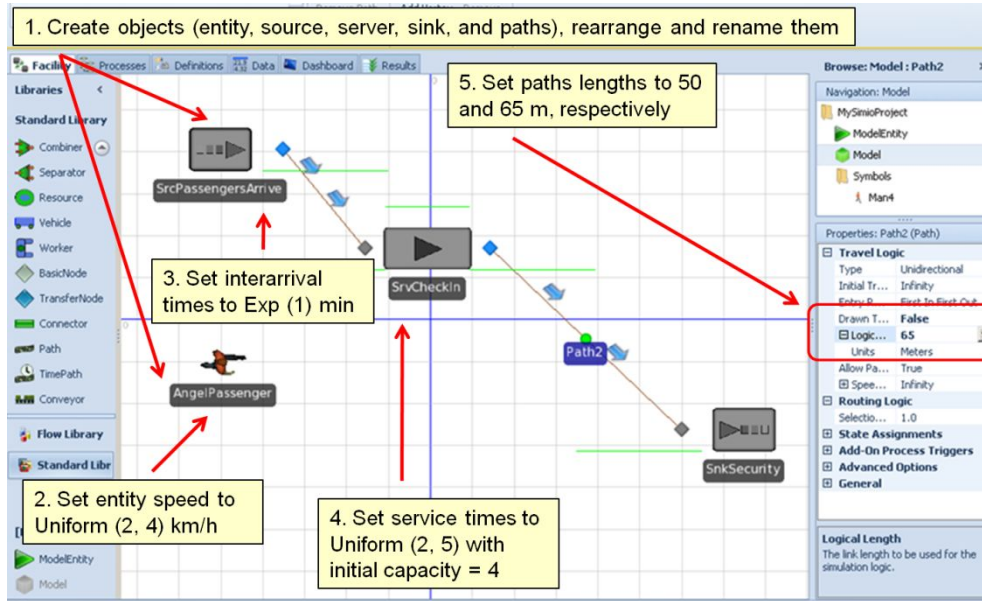 1. Create objects (entity, source, server, sink, and paths), rearrange and rename them
Facility
Processes
Definitions
Data
Dashboard
Results
Libraries
Standard Library
Combiner
Separator
Resource
Vehicle
Worker
BasicNode
TransferNode
Connector
Path
TimePath
Conveyor
Flow Library
Standard Libr
ModelEntity
Model
SrcPassengersArrive
3. Set interarrival
times to Exp (1) min
SrvCheckIn
AngelPassenger
2. Set entity speed to
Uniform (2, 4) km/h
4. Set service times to
Uniform (2, 5) with
initial capacity = 4
Path2
SnkSecurity
5. Set paths lengths to 50
and 65 m, respectively
Browse: Model : Path2
Navigation: Model
MySimioProject
ModelEntity
Model
Symbols
Man4
Properties: Path2 (Path)
Travel Logic
Type Unidirectional
Initial Tr... Infinity
Entry R... First In First Out
Drawn T... False
Logic... 65
Units Meters
Allow Pa... True
Spee... Infinity
Routing Logic
Selectio... 1.0
State Assignments
Add-On Process Triggers
Advanced Options
General
Logical Length
The link length to be used for the
simulation logic.